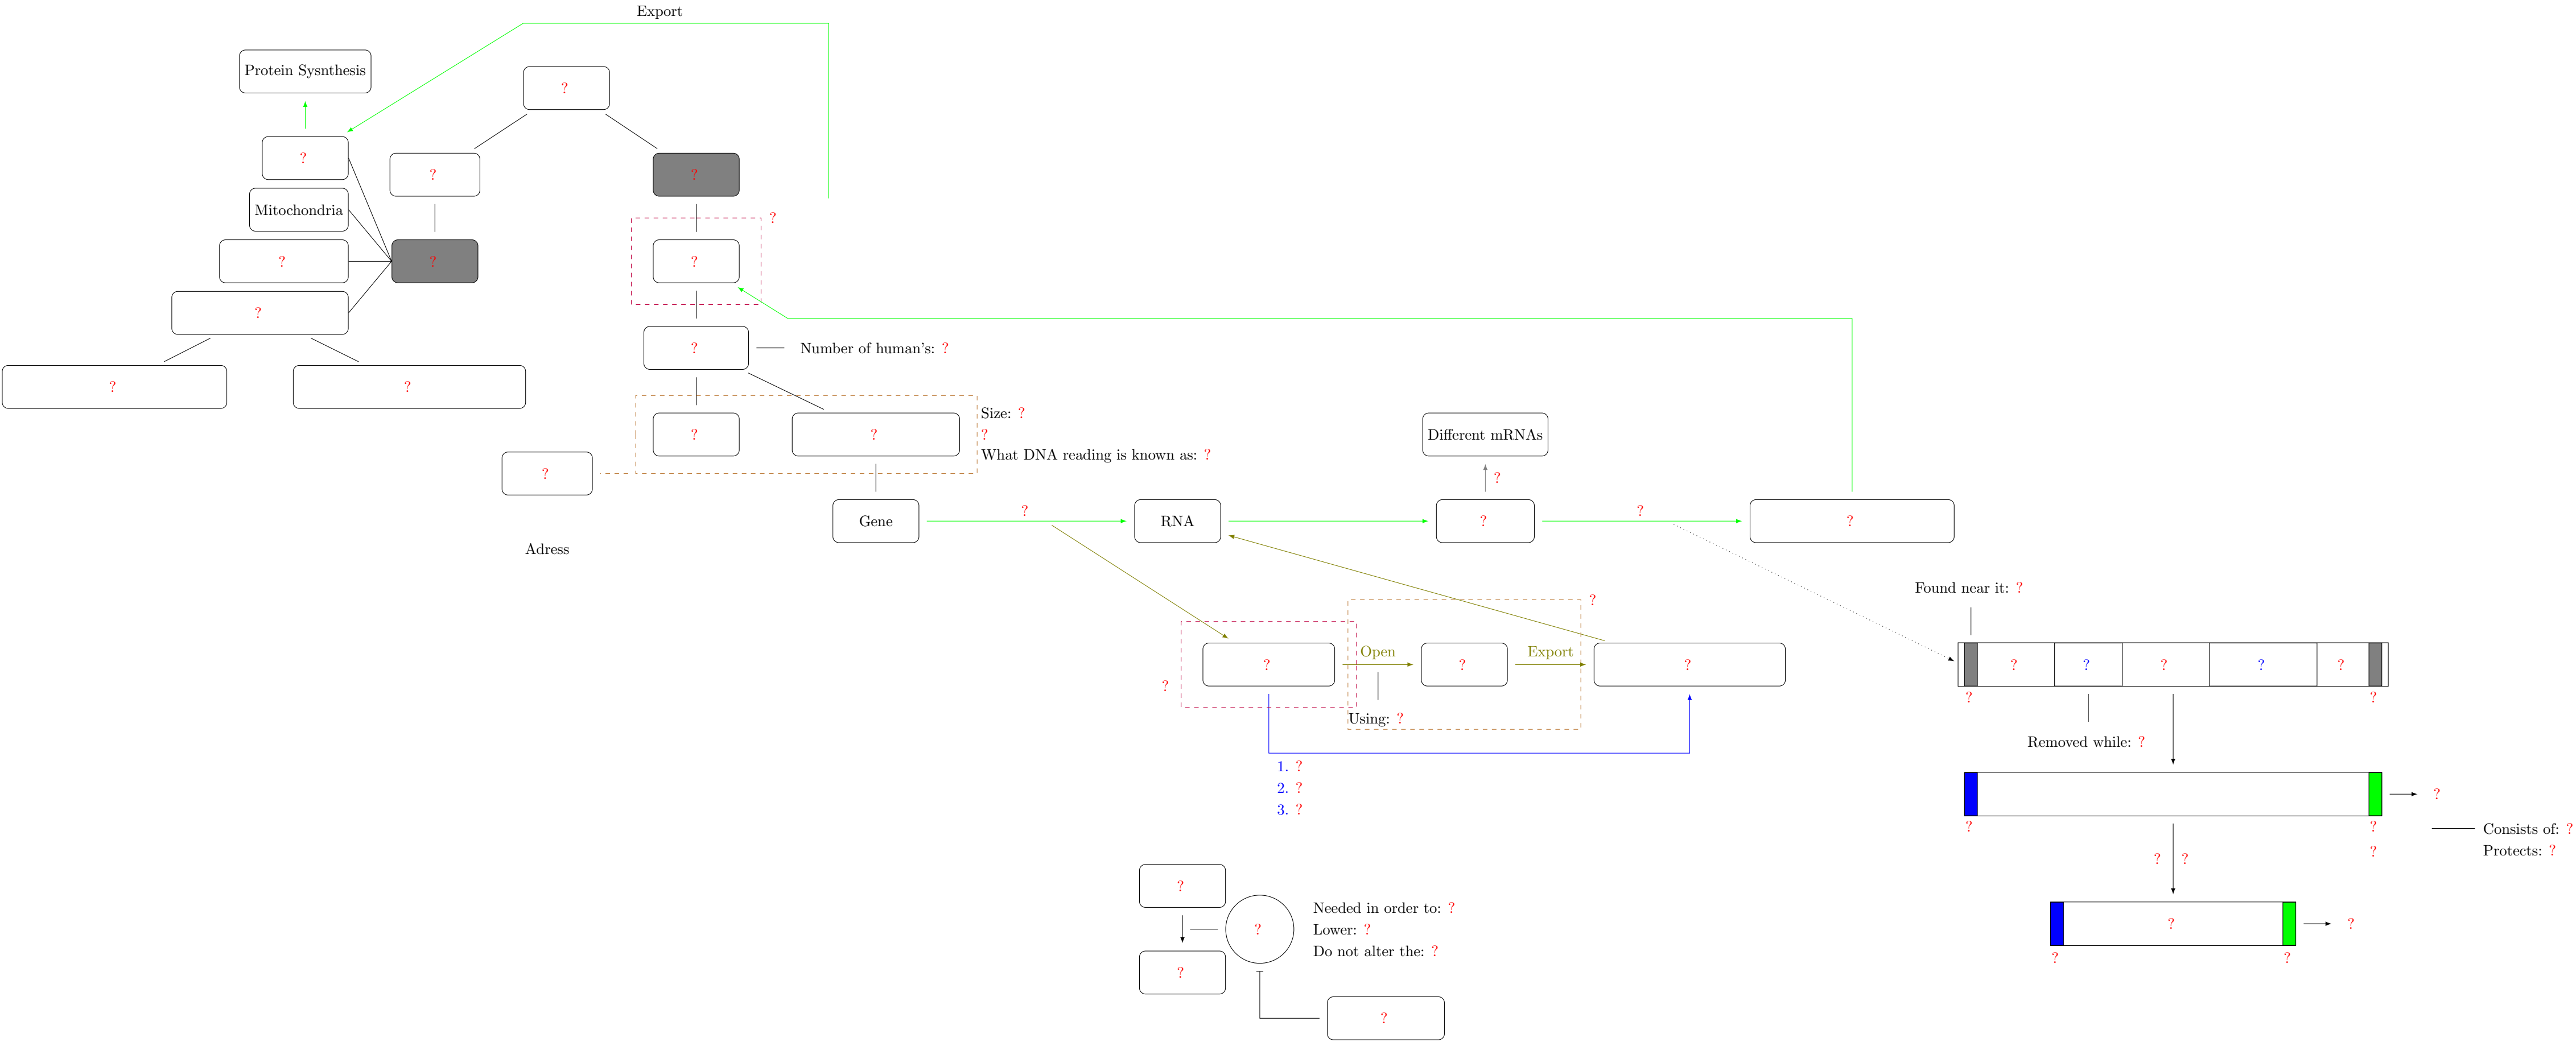 Export
Protein Sysnthesis
?
?
?
?
Mitochondria
?
?
?
?
?
?
?
?
?
Number of human's: ?
?
?
Size: ?
?
What DNA reading is known as: ?
?
Different mRNAs
?
Gene
?
RNA
?
?
?
Adress
Found near it: ?
?
?
?
Open
?
Export
?
Using: ?
1. ?
2. ?
3. ?
? ? ? ? ?
? ?
Removed while: ?
?
? ?
?
Consists of: ?
Protects: ?
? ?
?
?
? ?
?
?
?
Needed in order to: ?
Lower: ?
Do not alter the: ?
?